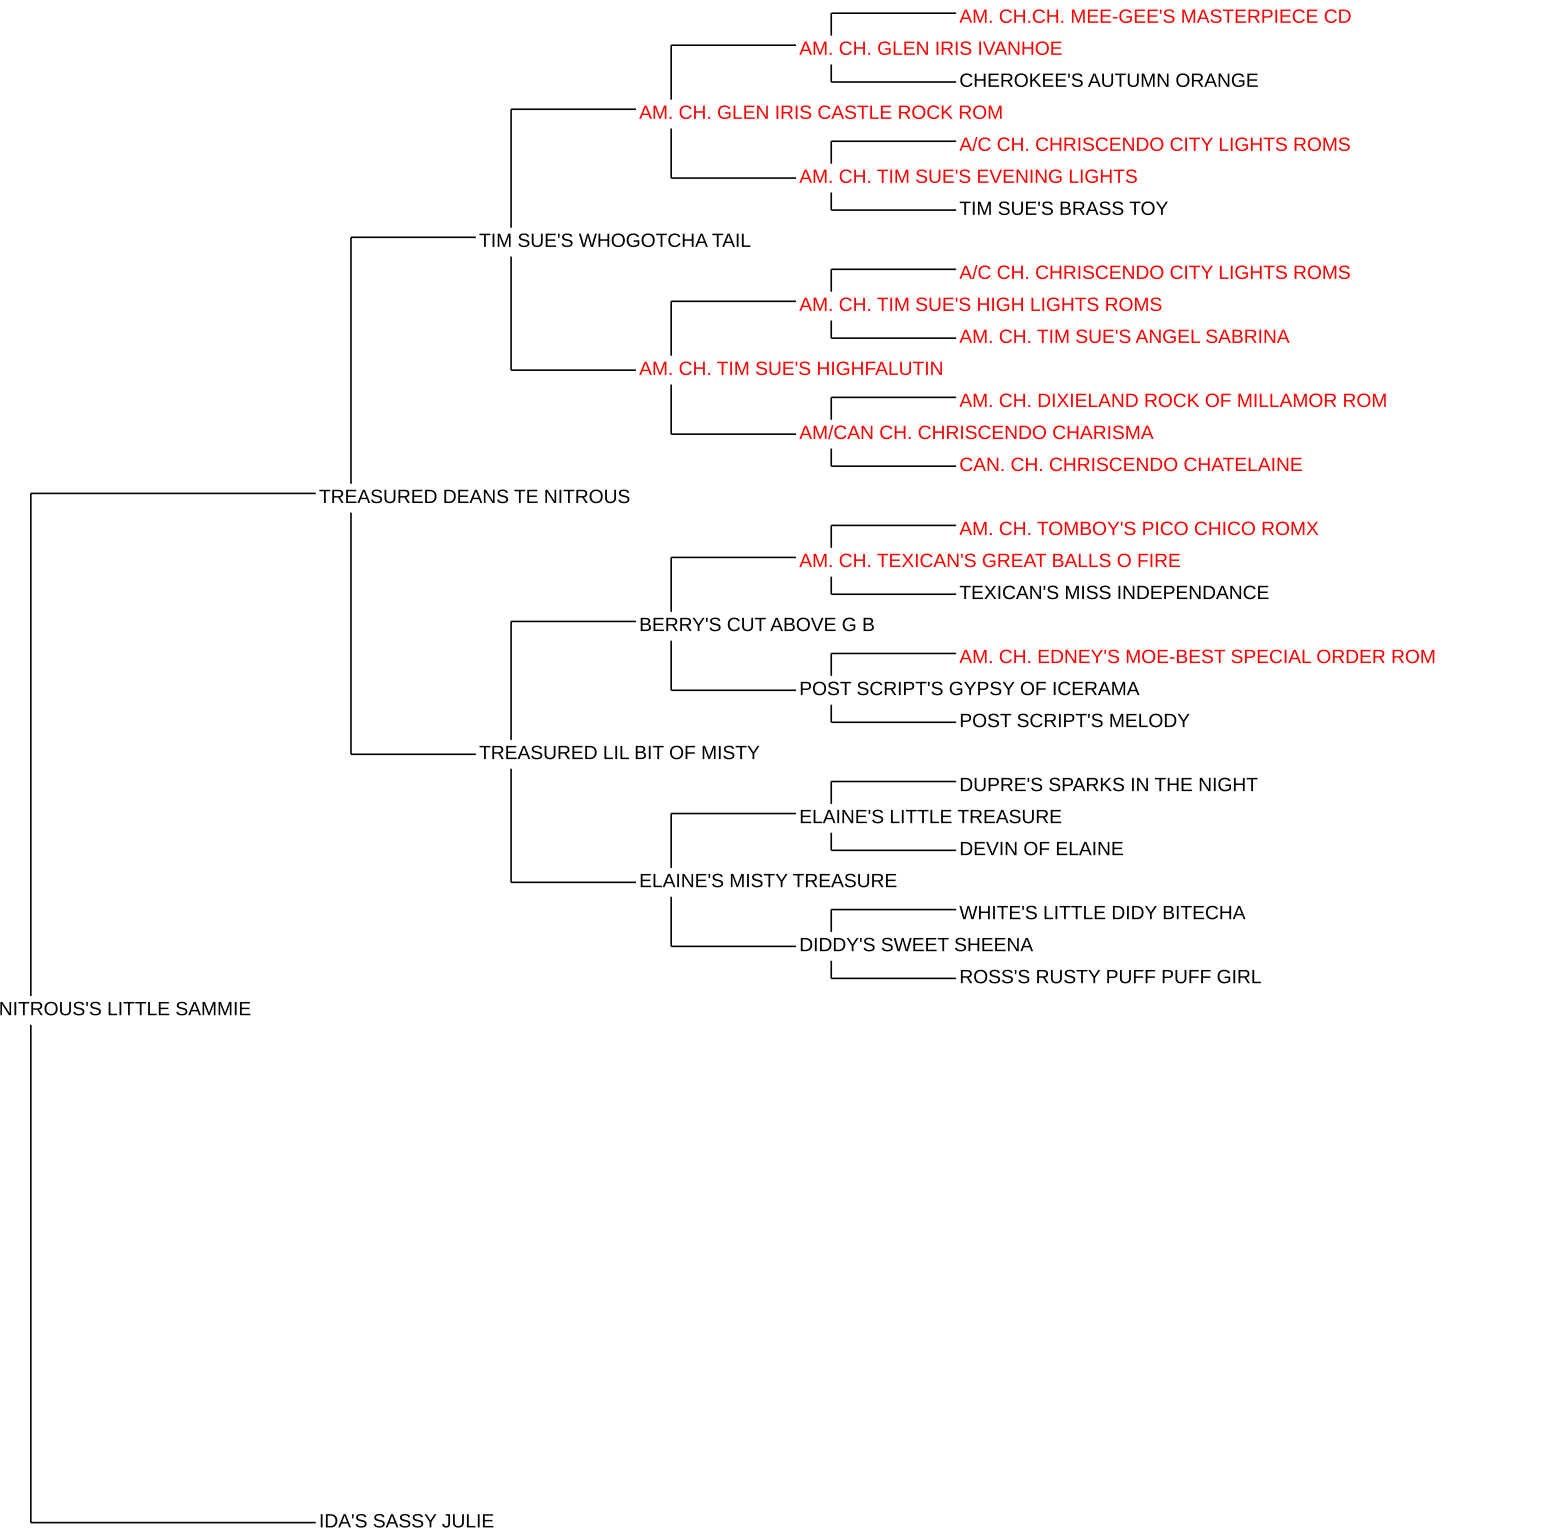 AM. CH.CH. MEE-GEE'S MASTERPIECE CD
AM. CH. GLEN IRIS IVANHOE
CHEROKEE'S AUTUMN ORANGE
AM. CH. GLEN IRIS CASTLE ROCK ROM
A/C CH. CHRISCENDO CITY LIGHTS ROMS
AM. CH. TIM SUE'S EVENING LIGHTS
TIM SUE'S BRASS TOY
TIM SUE'S WHOGOTCHA TAIL
A/C CH. CHRISCENDO CITY LIGHTS ROMS
AM. CH. TIM SUE'S HIGH LIGHTS ROMS
AM. CH. TIM SUE'S ANGEL SABRINA
AM. CH. TIM SUE'S HIGHFALUTIN
AM. CH. DIXIELAND ROCK OF MILLAMOR ROM
AM/CAN CH. CHRISCENDO CHARISMA
CAN. CH. CHRISCENDO CHATELAINE
TREASURED DEANS TE NITROUS
AM. CH. TOMBOY'S PICO CHICO ROMX
AM. CH. TEXICAN'S GREAT BALLS O FIRE
TEXICAN'S MISS INDEPENDANCE
BERRY'S CUT ABOVE G B
AM. CH. EDNEY'S MOE-BEST SPECIAL ORDER ROM
POST SCRIPT'S GYPSY OF ICERAMA
POST SCRIPT'S MELODY
TREASURED LIL BIT OF MISTY
DUPRE'S SPARKS IN THE NIGHT
ELAINE'S LITTLE TREASURE
DEVIN OF ELAINE
ELAINE'S MISTY TREASURE
WHITE'S LITTLE DIDY BITECHA
DIDDY'S SWEET SHEENA
ROSS'S RUSTY PUFF PUFF GIRL
NITROUS'S LITTLE SAMMIE
IDA'S SASSY JULIE